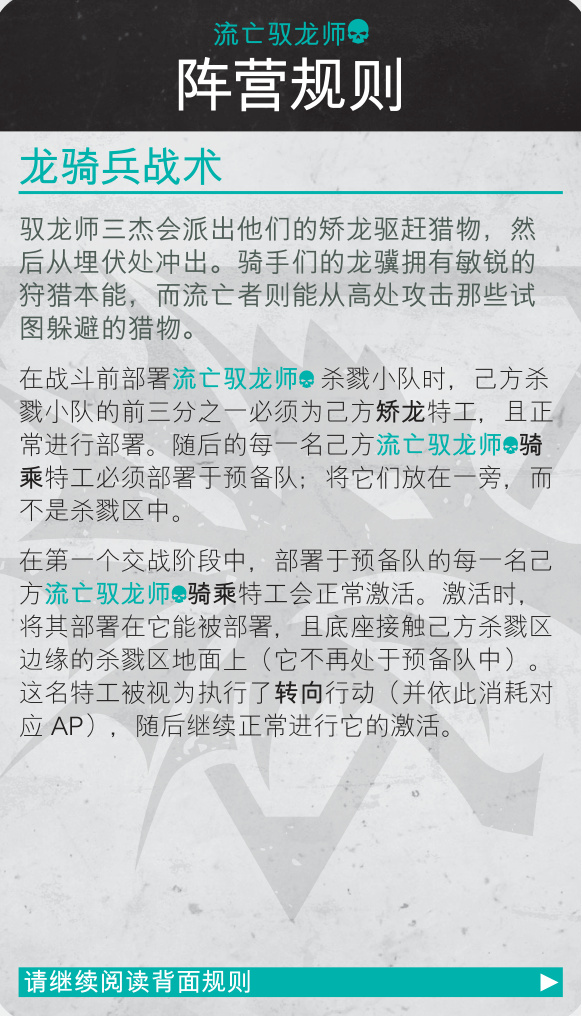 流亡驭龙师
阵营规则
龙骑兵战术
驭龙师三杰会派出他们的矫龙驱赶猎物，然
后从埋伏处冲出。骑手们的龙骥拥有敏锐的
狩猎本能，而流亡者则能从高处攻击那些试
图躲避的猎物。
在战斗前部署流亡驭龙师 杀戮小队时，己方杀
戮小队的前三分之一必须为己方矫龙特工，且正
常进行部署。随后的每一名己方流亡驭龙师骑
乘特工必须部署于预备队；将它们放在一旁，而
不是杀戮区中。
在第一个交战阶段中，部署于预备队的每一名己
方流亡驭龙师骑乘特工会正常激活。激活时，
将其部署在它能被部署，且底座接触己方杀戮区
边缘的杀戮区地面上（它不再处于预备队中）。
这名特工被视为执行了转向行动（并依此消耗对
应 AP），随后继续正常进行它的激活。
请继续阅读背面规则